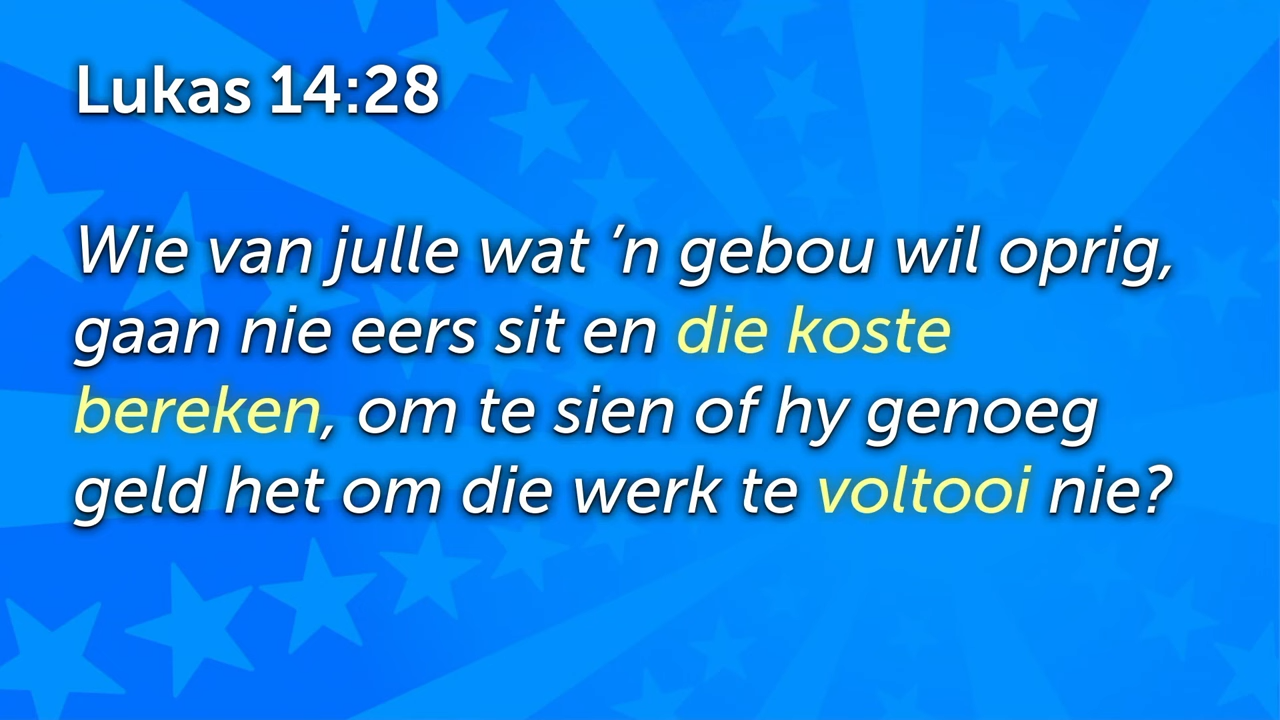 Lukas 14:28
Wie van julle wat ’n gebou wil oprig,
gaan nie eers sit en die koste
bereken, om te sien of hy genoeg
geld het om die werk te voltooi nie?